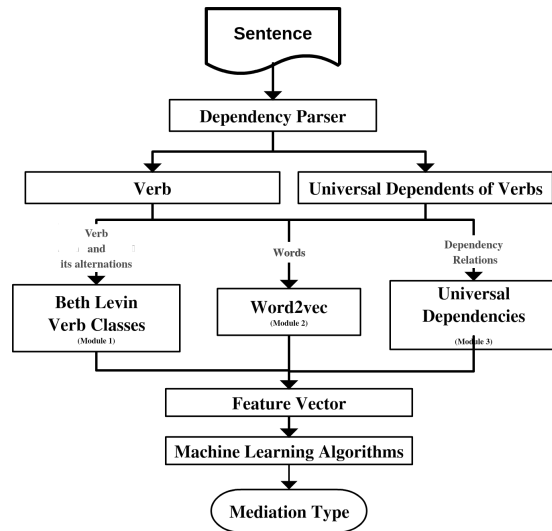 Sentence
Dependency Parser
Verb
Universal Dependents of Verbs
Verb
and
its alternations
Words
Dependency
Relations
Beth Levin
Verb Classes
(Module 1)
Word2vec
(Module 2)
Universal
Dependencies
(Module 3)
Feature Vector
Machine Learning Algorithms
Mediation Type